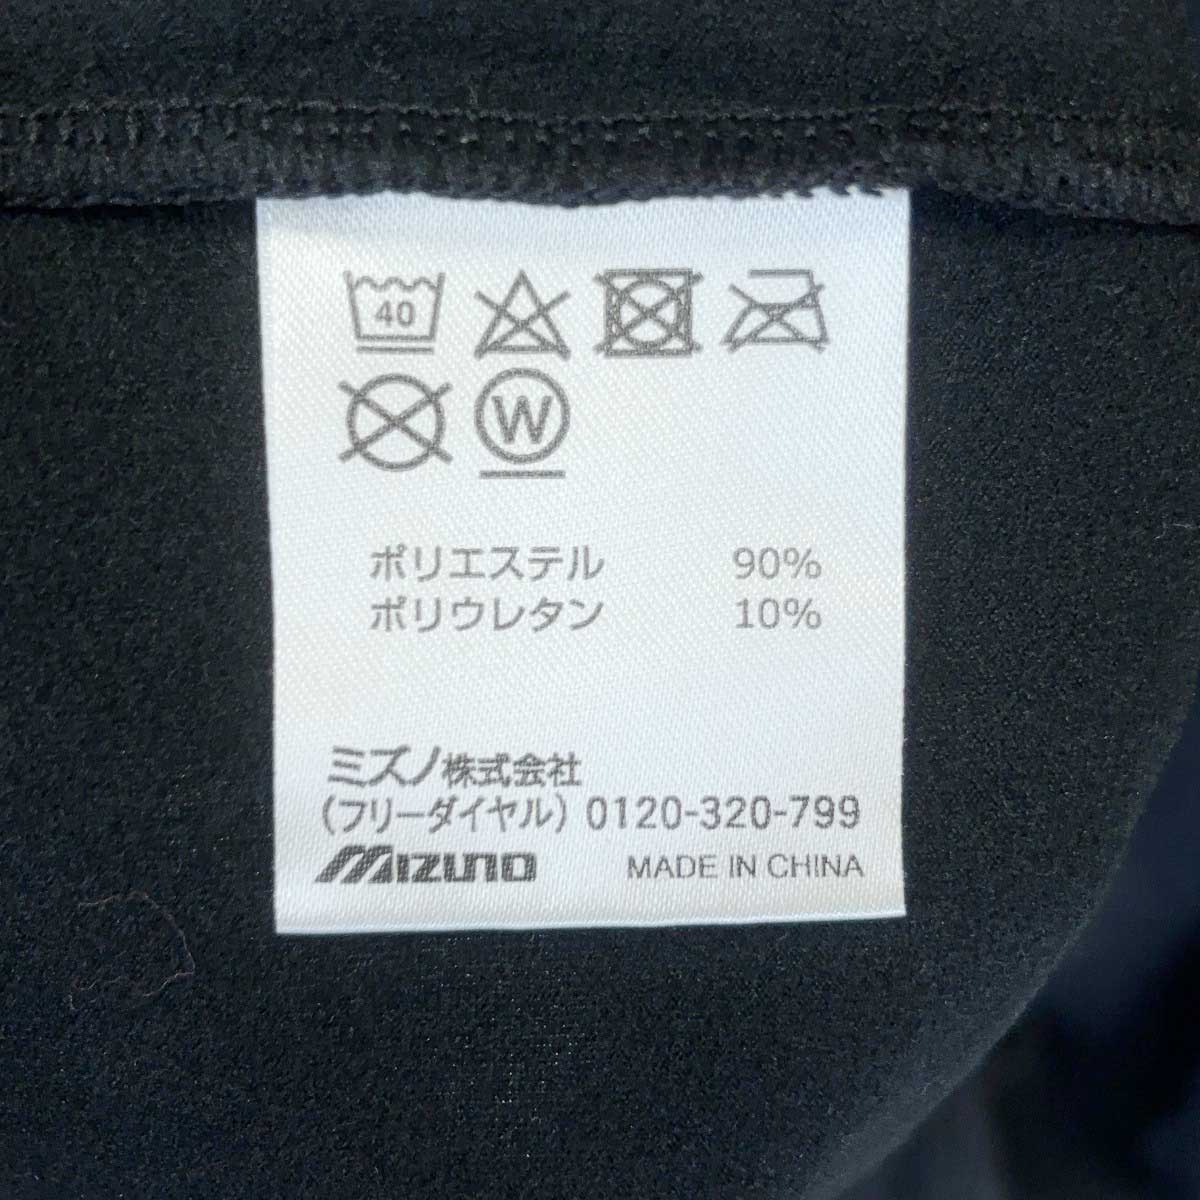 40
W
ポリエステル 90%
ポリウレタン 10%
ミズノ株式会社
(フリーダイヤル) 0120-320-799
MIZUNO MADE IN CHINA